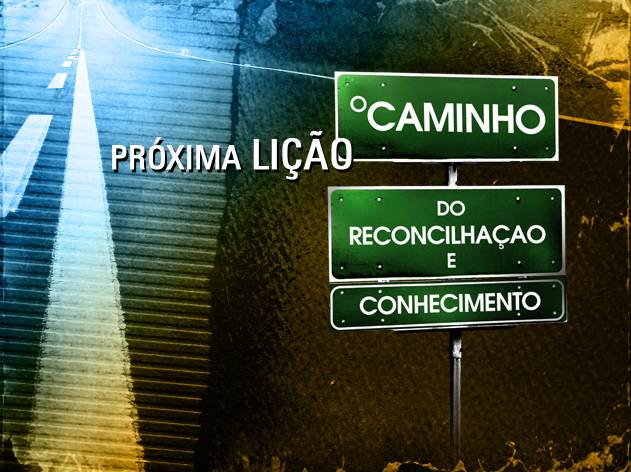 PRÓXIMA LIÇÃO
O CAMINHO
DO
RECONCILHAÇAO
E
CONHECIMENTO